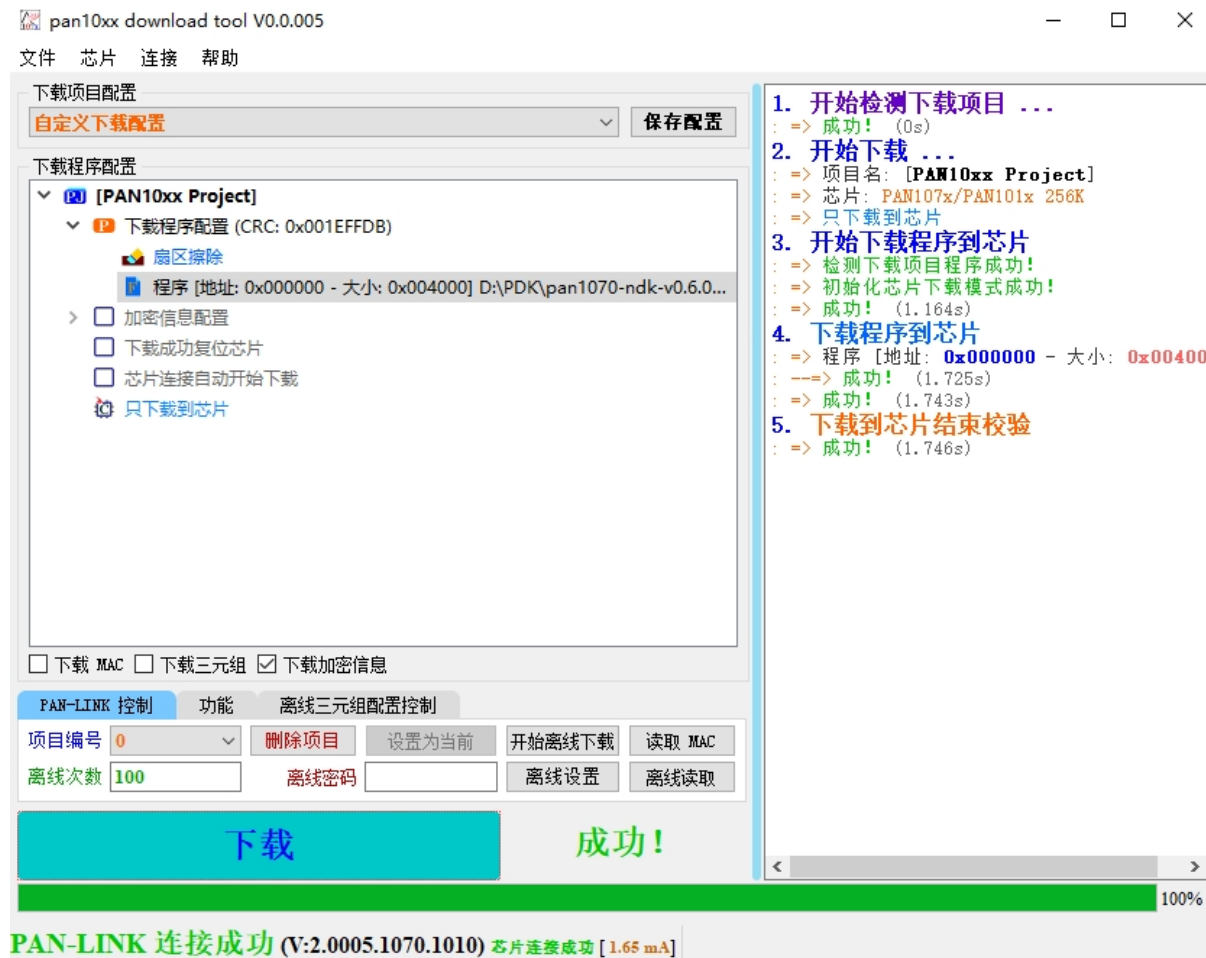 pan10xx download tool V0.0.005
文件 芯片 连接 帮助
下载项目配置
自定义下载配置 保存配置
下载程序配置
[PAN10xx Project]
下载程序配置 (CRC: 0x001EFFDB)
扇区擦除
程序 [地址: 0x000000 - 大小: 0x004000] D:\PDK\pan1070-ndk-v0.6.0...
加密信息配置
下载成功复位芯片
芯片连接自动开始下载
只下载到芯片
下载 MAC 下载三元组 下载加密信息
PAN-LINK 控制 功能 离线三元组配置控制
项目编号 0 删除项目 设置为当前 开始离线下载 读取 MAC
离线次数 100 离线密码 离线设置 离线读取
下载 成功!
1. 开始检测下载项目 ...
: => 成功! (0s)
2. 开始下载 ...
: => 项目名: [PAN10xx Project]
: => 芯片: PAN107x/PAN101x 256K
: => 只下载到芯片
3. 开始下载程序到芯片
: => 检测下载项目程序成功!
: => 初始化芯片下载模式成功!
: => 成功! (1.164s)
4. 下载程序到芯片
: => 程序 [地址: 0x000000 - 大小: 0x00400
: ---=> 成功! (1.725s)
: => 成功! (1.743s)
5. 下载到芯片结束校验
: => 成功! (1.746s)
100%
PAN-LINK 连接成功 (V:2.0005.1070.1010) 芯片连接成功 [ 1.65 mA]